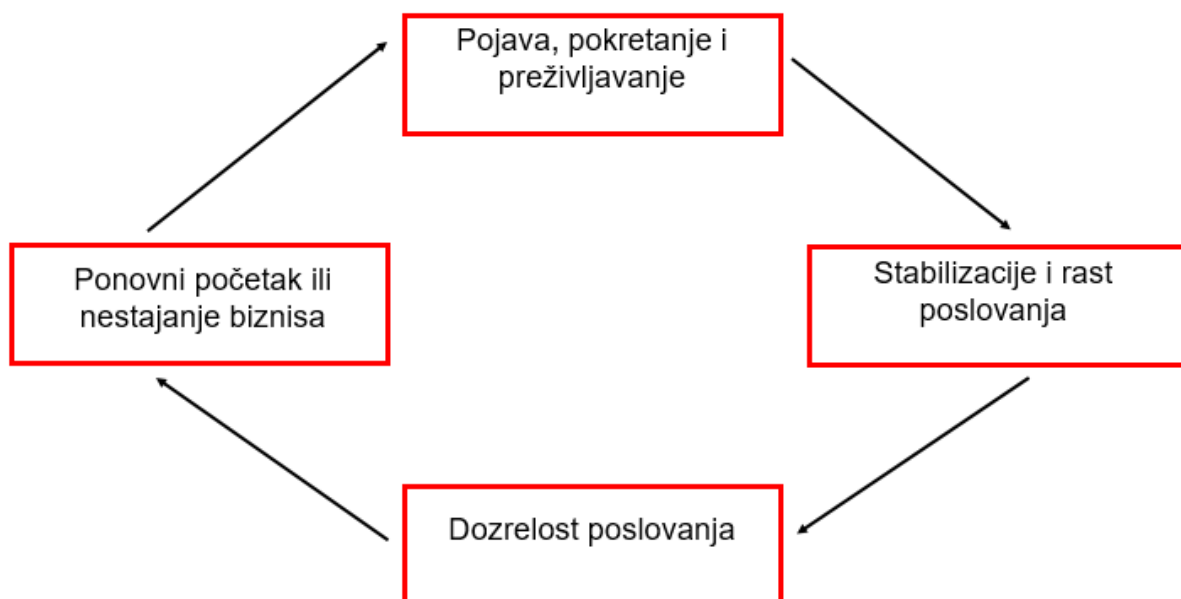 Pojava, pokretanje i
preživljavanje
Ponovni početak ili
nestajanje biznisa
Stabilizacije i rast
poslovanja
Dozrelost poslovanja